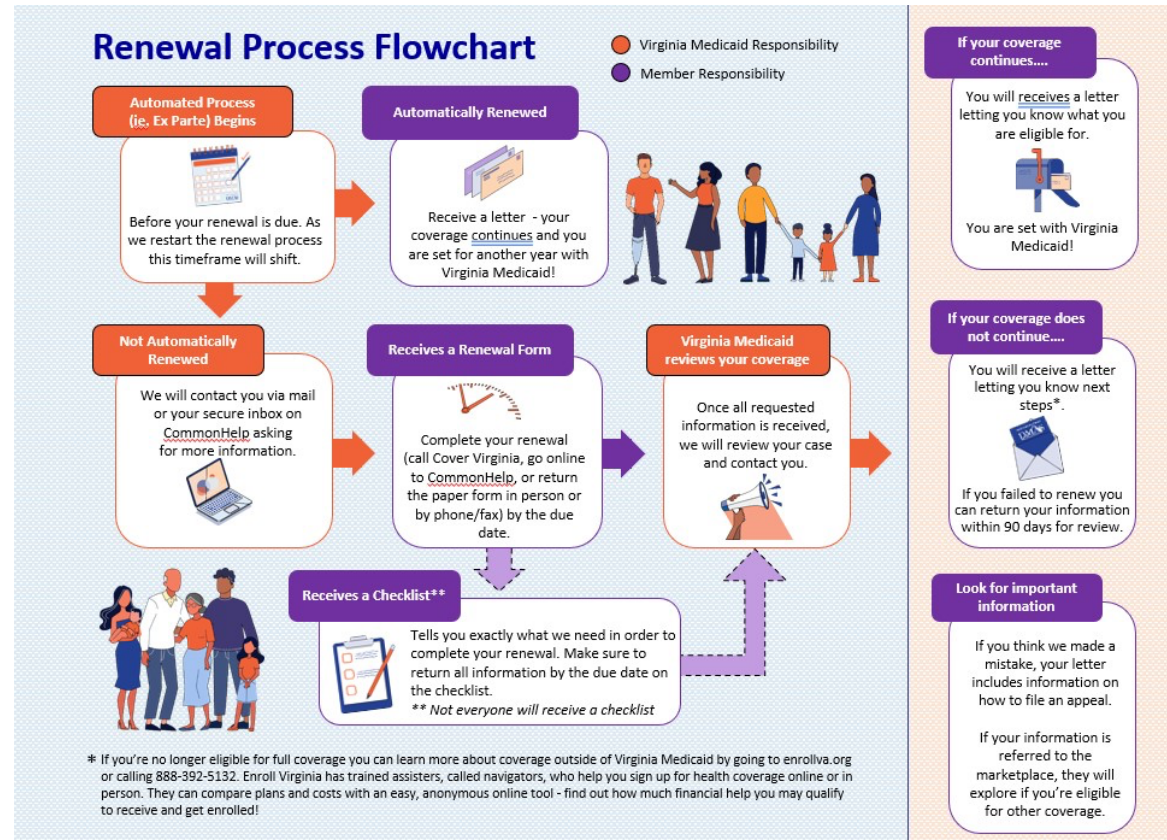 Renewal Process Flowchart
Virginia Medicaid Responsibility
Member Responsibility
Automated Process
(ie. Ex Parte) Begins
Before your renewal is due. As
we restart the renewal process
this timeframe will shift.
Automatically Renewed
Receive a letter - your
coverage continues and you
are set for another year with
Virginia Medicaid!
Not Automatically
Renewed
We will contact you via mail
or your secure inbox on
CommonHelp asking
for more information.
Receives a Renewal Form
Complete your renewal
(call Cover Virginia, go online
to CommonHelp, or return
the paper form in person or
by phone/fax) by the due
date.
Virginia Medicaid
reviews your coverage
Once all requested
information is received,
we will review your case
and contact you.
Receives a Checklist**
Tells you exactly what we need in order to
complete your renewal. Make sure to
return all information by the due date on
the checklist.
** Not everyone will receive a checklist
* If you're no longer eligible for full coverage you can learn more about coverage outside of Virginia Medicaid by going to enrollva.org
or calling 888-392-5132. Enroll Virginia has trained assisters, called navigators, who help you sign up for health coverage online or in
person. They can compare plans and costs with an easy, anonymous online tool - find out how much financial help you may qualify
to receive and get enrolled!
If your coverage
continues....
You will receives a letter
letting you know what you
are eligible for.
You are set with Virginia
Medicaid!
If your coverage does
not continue....
You will receive a letter
letting you know next
steps*.
If you failed to renew you
can return your information
within 90 days for review.
Look for important
information
If you think we made a
mistake, your letter
includes information on
how to file an appeal.
If your information is
referred to the
marketplace, they will
explore if you're eligible
for other coverage.